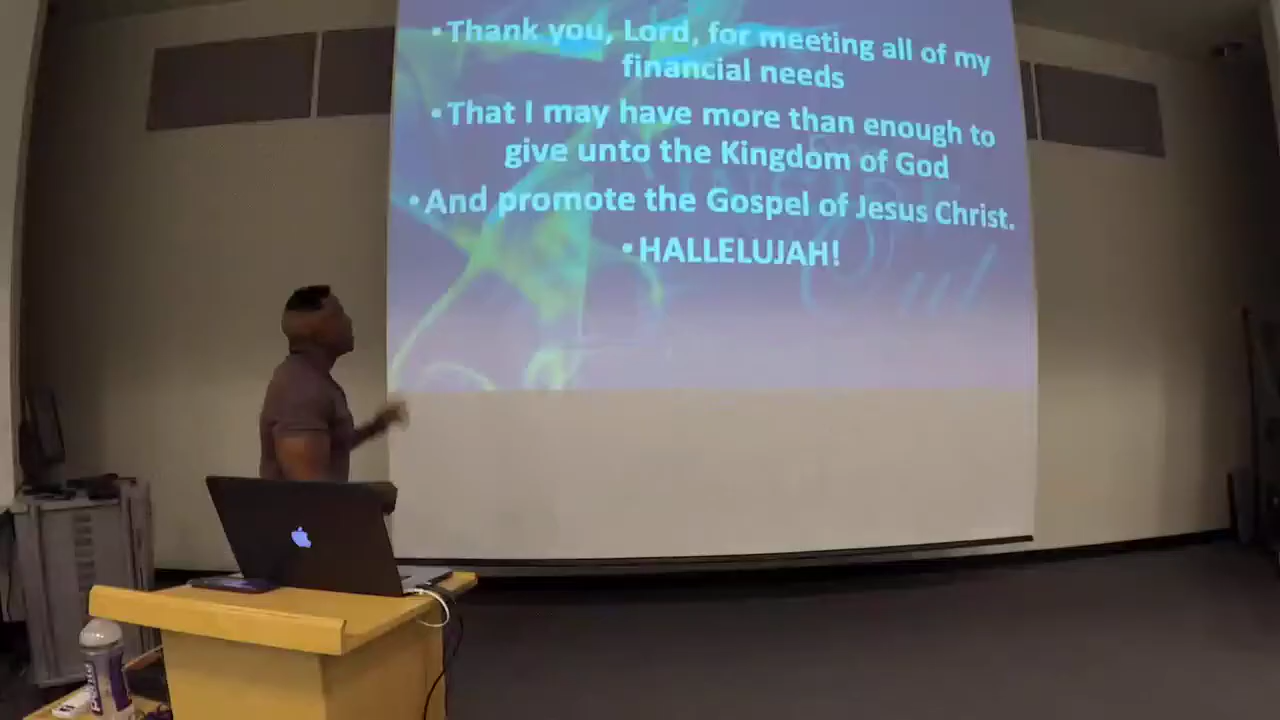 •Thank you, Lord, for meeting all of my
financial needs
•That I may have more than enough to
give unto the Kingdom of God
•And promote the Gospel of Jesus Christ.
•HALLELUJAH!